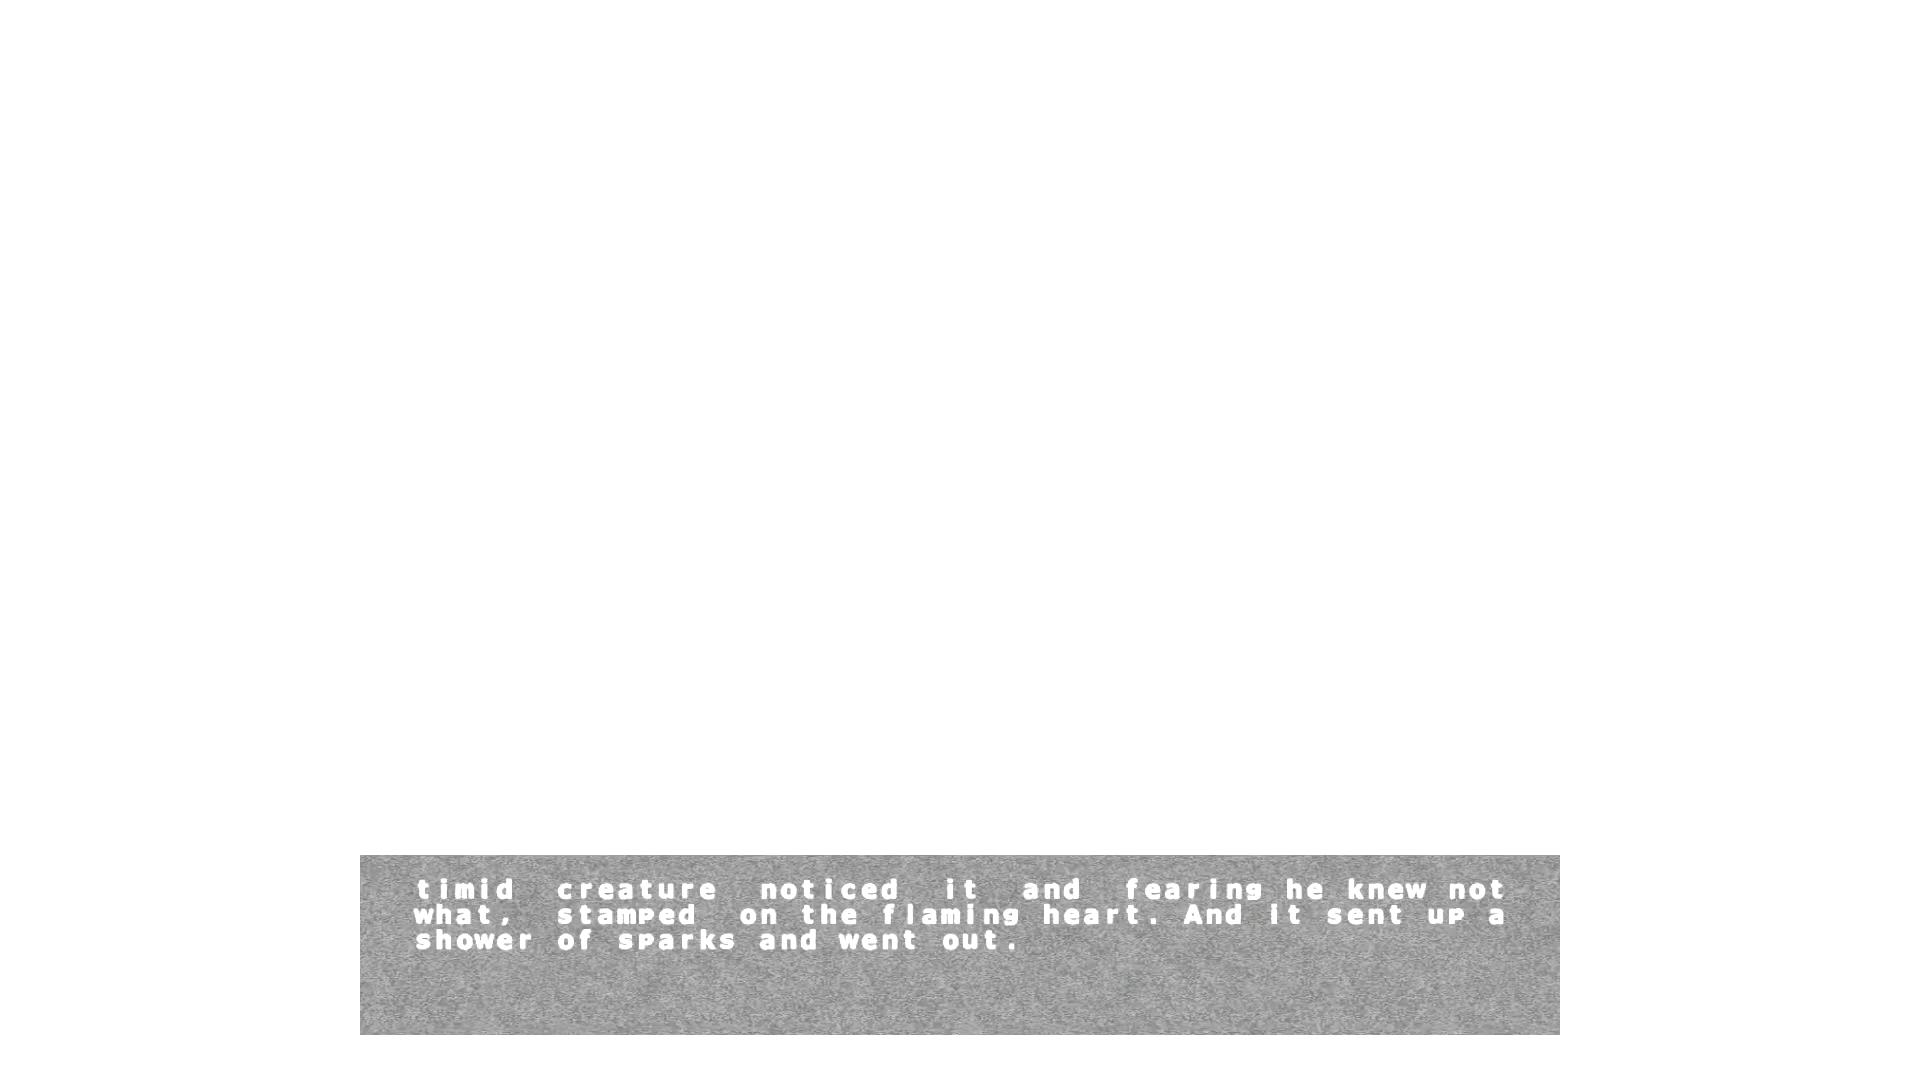 timid creature noticed it and fearing he knew not
what, stamped on the flaming heart. And it sent up a
shower of sparks and went out.